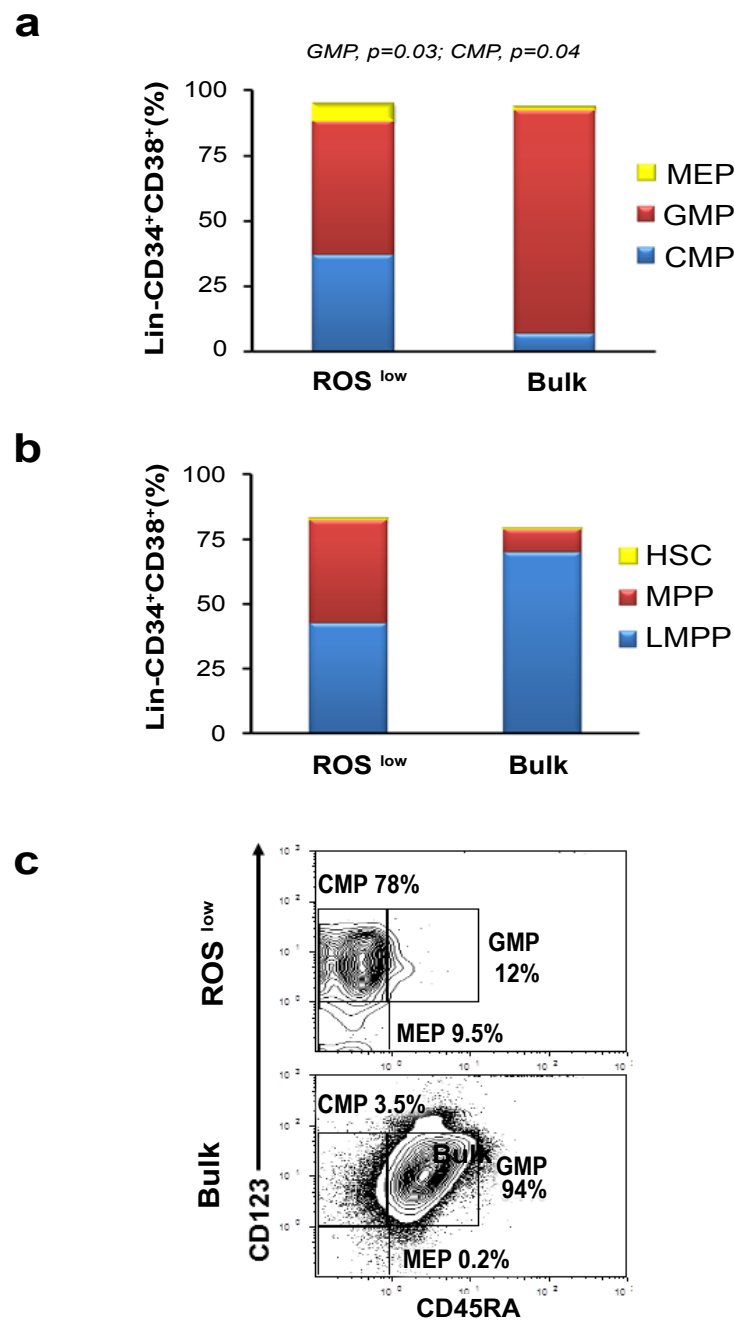 a
GMP, p=0.03; CMP, p=0.04
Lin-CD34+CD38+(%)
100
75
50
25
0
ROS low
Bulk
MEP
GMP
CMP
b
Lin-CD34+CD38+(%)
100
75
50
25
0
ROS low
Bulk
HSC
MPP
LMPP
c
ROS low
CMP 78%
GMP
12%
MEP 9.5%
Bulk
CD123
CMP 3.5%
Bulk
GMP
94%
MEP 0.2%
CD45RA